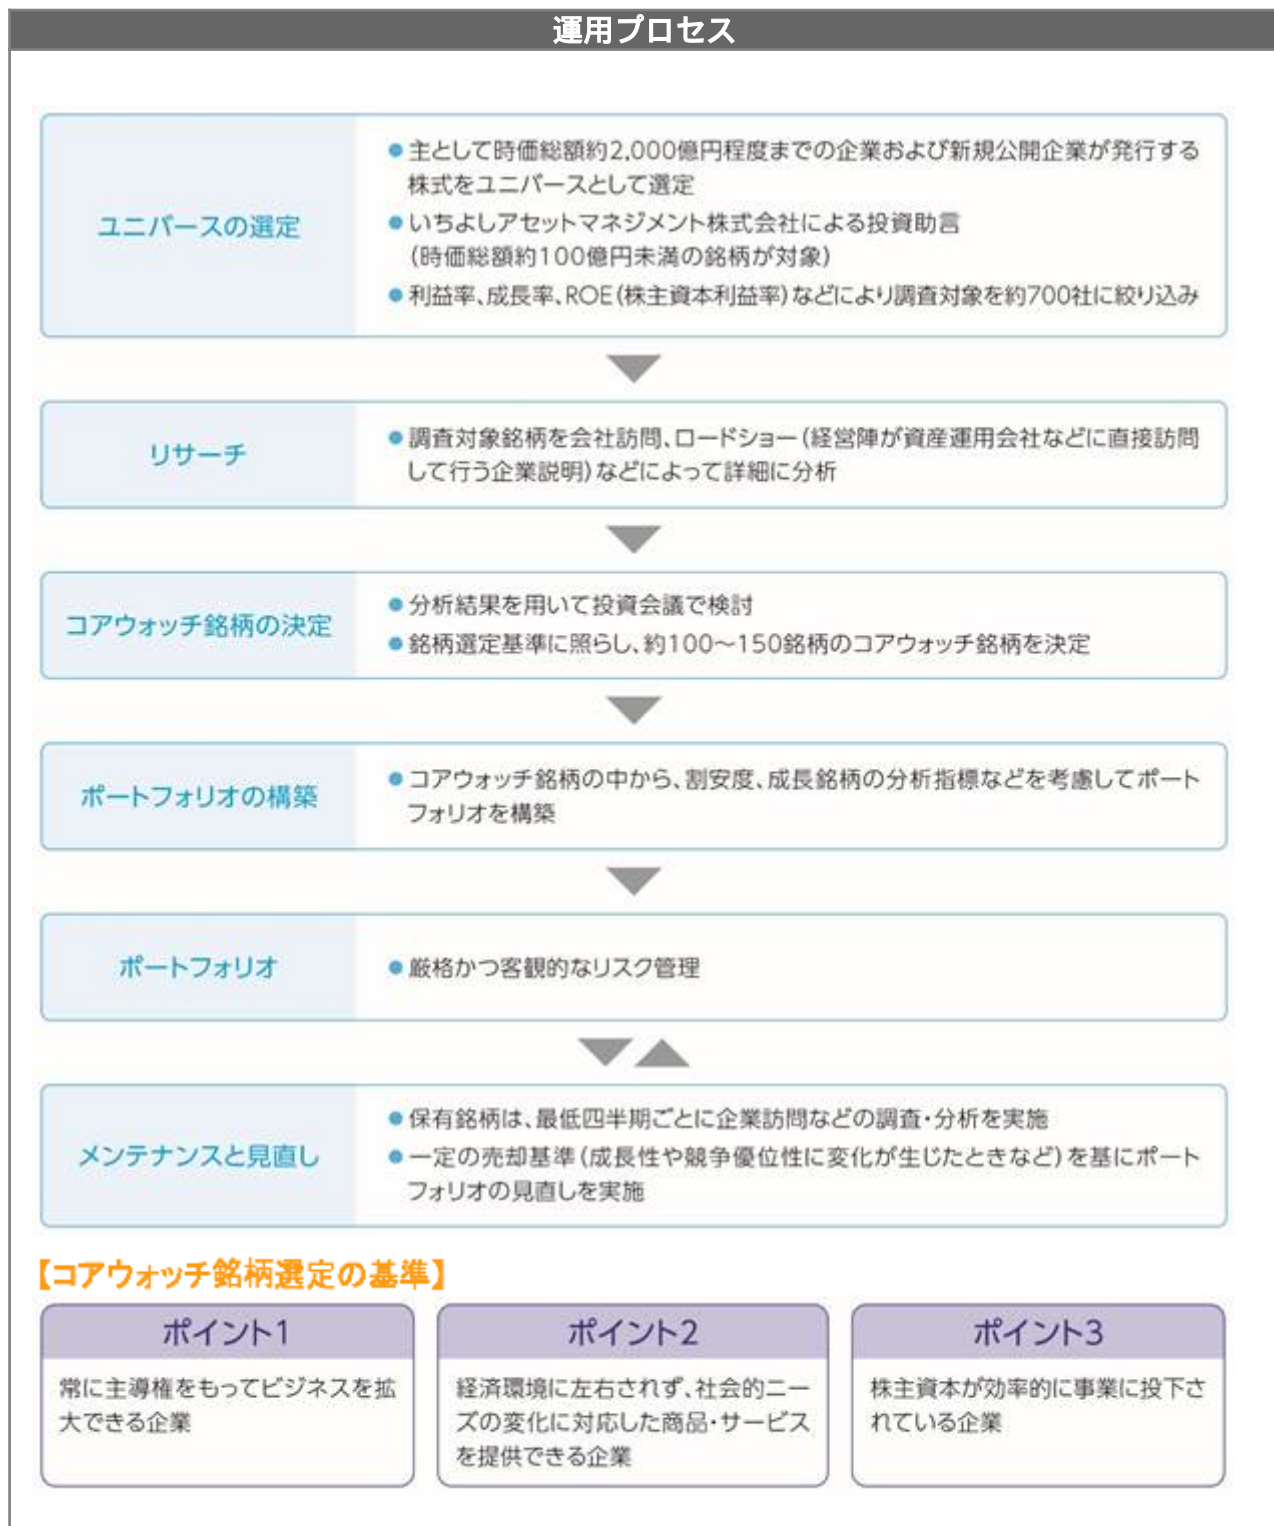 運用プロセス
ユニバースの選定
●主として時価総額約2,000億円程度までの企業および新規公開企業が発行する
株式をユニバースとして選定
●いちよしアセットマネジメント株式会社による投資助言
(時価総額約100億円未満の銘柄が対象)
●利益率、成長率、ROE(株主資本利益率)などにより調査対象を約700社に絞り込み
リサーチ
●調査対象銘柄を会社訪問、ロードショー(経営陣が資産運用会社などに直接訪問
して行う企業説明)などによって詳細に分析
コアウォッチ銘柄の決定
●分析結果を用いて投資会議で検討
●銘柄選定基準に照らし、約100～150銘柄のコアウォッチ銘柄を決定
ポートフォリオの構築
●コアウォッチ銘柄の中から、割安度、成長銘柄の分析指標などを考慮してポート
フォリオを構築
ポートフォリオ
●厳格かつ客観的なリスク管理
メンテナンスと見直し
●保有銘柄は、最低四半期ごとに企業訪問などの調査・分析を実施
●一定の売却基準(成長性や競争優位性に変化が生じたときなど)を基にポート
フォリオの見直しを実施
【コアウォッチ銘柄選定の基準】
ポイント1
常に主導権をもってビジネスを拡
大できる企業
ポイント2
経済環境に左右されず、社会的ニー
ズの変化に対応した商品・サービス
を提供できる企業
ポイント3
株主資本が効率的に事業に投下さ
れている企業